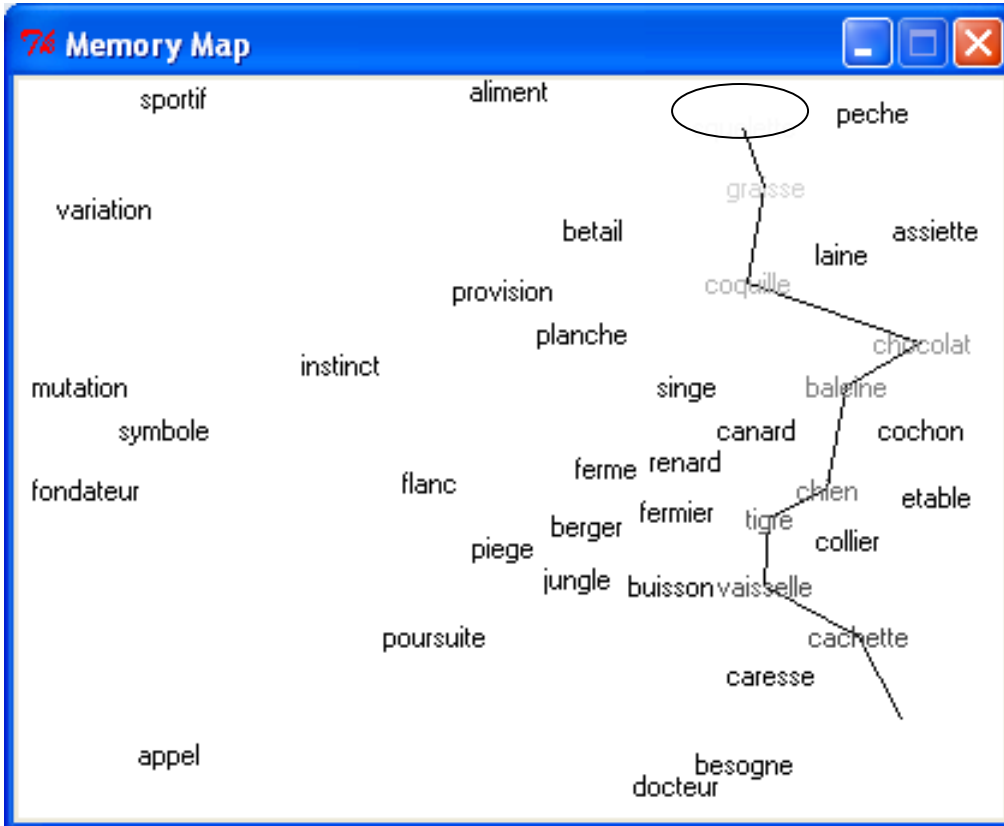 Memory Map
sportif
aliment
peche
graisse
variation
betail
assiette
laine
coquille
provision
planche
chocolat
instinct
mutation
singe
baleine
symbole
canard
cochon
ferme
renard
fondateur
flanc
chien
etable
berger
fermier
tigre
collier
piege
jungle
buisson
vaisselle
poursuite
cachette
caresse
appel
besogne
docteur